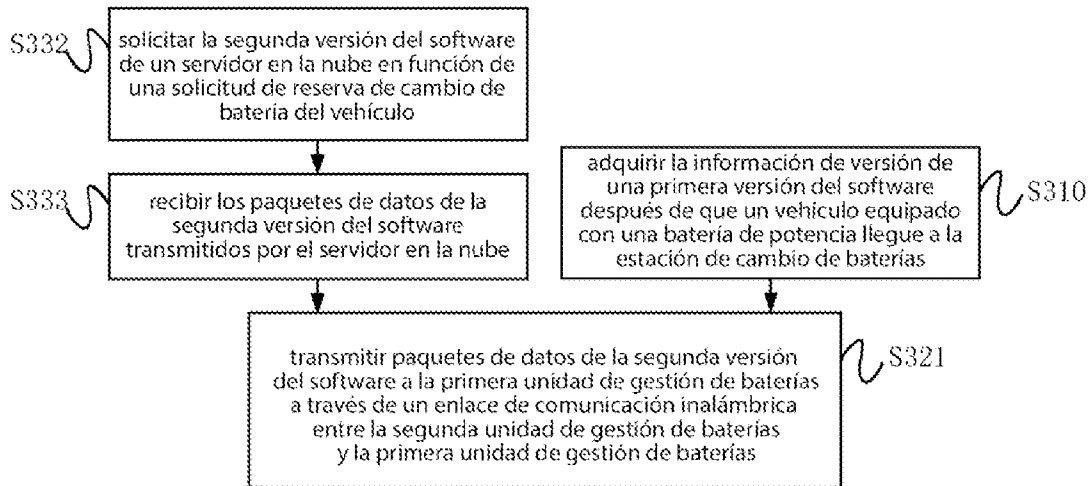 S332
solicitar la segunda versión del software
de un servidor en la nube en función de
una solicitud de reserva de cambio de
batería del vehículo
S333
recibir los paquetes de datos de la
segunda versión del software
transmitidos por el servidor en la nube
adquirir la información de versión de
una primera versión del software
después de que un vehículo equipado
con una batería de potencia llegue a la
estación de cambio de baterías
S310
transmitir paquetes de datos de la segunda versión
del software a la primera unidad de gestión de baterías
a través de un enlace de comunicación inalámbrica
entre la segunda unidad de gestión de baterías
y la primera unidad de gestión de baterías
S321